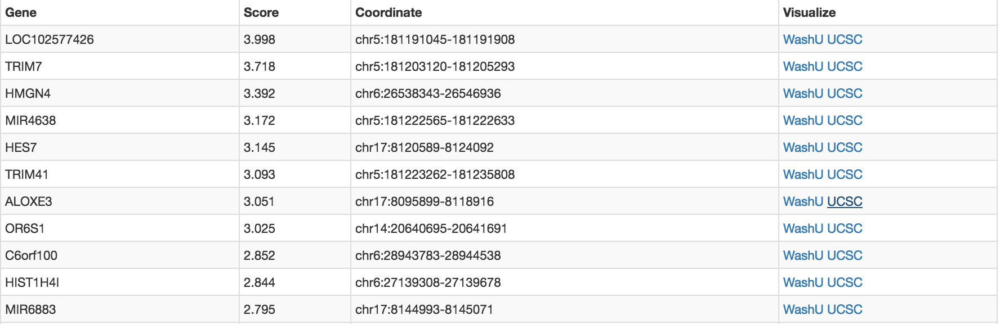 Gene Score Coordinate Visualize
LOC102577426 3.998 chr5:181191045-181191908 WashU UCSC
TRIM7 3.718 chr5:181203120-181205293 WashU UCSC
HMGN4 3.392 chr6:26538343-26546936 WashU UCSC
MIR4638 3.172 chr5:181222565-181222633 WashU UCSC
HES7 3.145 chr17:8120589-8124092 WashU UCSC
TRIM41 3.093 chr5:181223262-181235808 WashU UCSC
ALOXE3 3.051 chr17:8095899-8118916 WashU UCSC
OR6S1 3.025 chr14:20640695-20641691 WashU UCSC
C6orf100 2.852 chr6:28943783-28944538 WashU UCSC
HIST1H4I 2.844 chr6:27139308-27139678 WashU UCSC
MIR6883 2.795 chr17:8144993-8145071 WashU UCSC